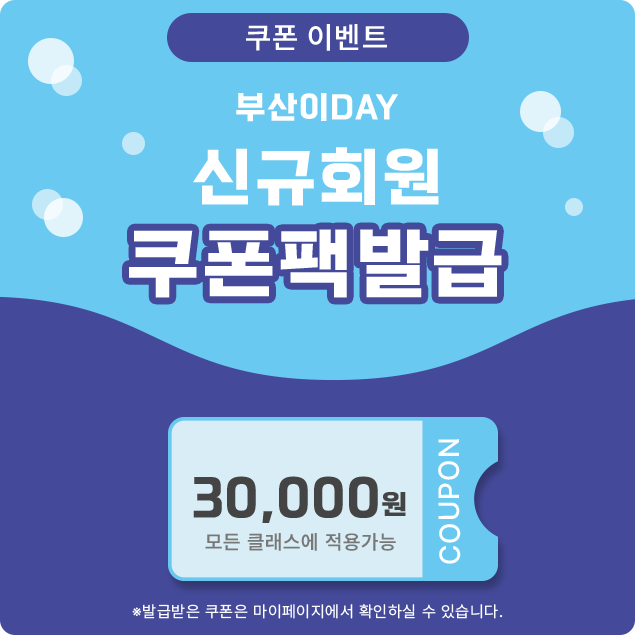 쿠폰 이벤트
부산이DAY
신규회원
쿠폰팩발급
30,000원
모든 클래스에 적용가능
COUPON
※발급받은 쿠폰은 마이페이지에서 확인하실 수 있습니다.